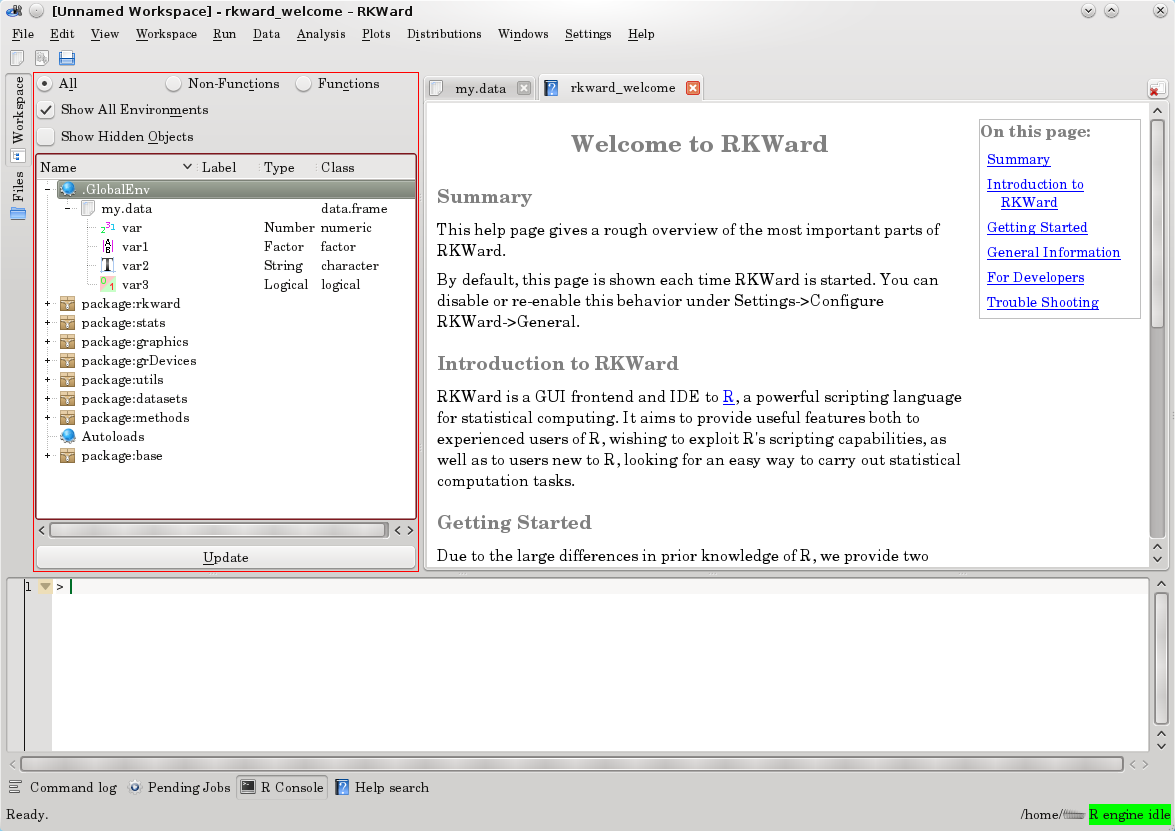 [Unnamed Workspace] - rkward_welcome - RKWard
File Edit View Workspace Run Data Analysis Plots Distributions Windows Settings Help
Workspace
Files
All Non-Functions Functions
Show All Environments
Show Hidden Objects
Name Label Type Class
.GlobalEnv
my.data data.frame
var Number numeric
var1 Factor factor
var2 String character
var3 Logical logical
package:rkward
package:stats
package:graphics
package:grDevices
package:utils
package:datasets
package:methods
Autoloads
package:base
Update
my.data rkward_welcome
Welcome to RKWard
Summary
This help page gives a rough overview of the most important parts of
RKWard.
By default, this page is shown each time RKWard is started. You can
disable or re-enable this behavior under Settings->Configure
RKWard->General.
Introduction to RKWard
RKWard is a GUI frontend and IDE to R, a powerful scripting language
for statistical computing. It aims to provide useful features both to
experienced users of R, wishing to exploit R's scripting capabilities, as
well as to users new to R, looking for an easy way to carry out statistical
computation tasks.
Getting Started
Due to the large differences in prior knowledge of R, we provide two
On this page:
Summary
Introduction to
RKWard
Getting Started
General Information
For Developers
Trouble Shooting
1 >
Command log Pending Jobs R Console Help search
Ready. /home/ R engine idle